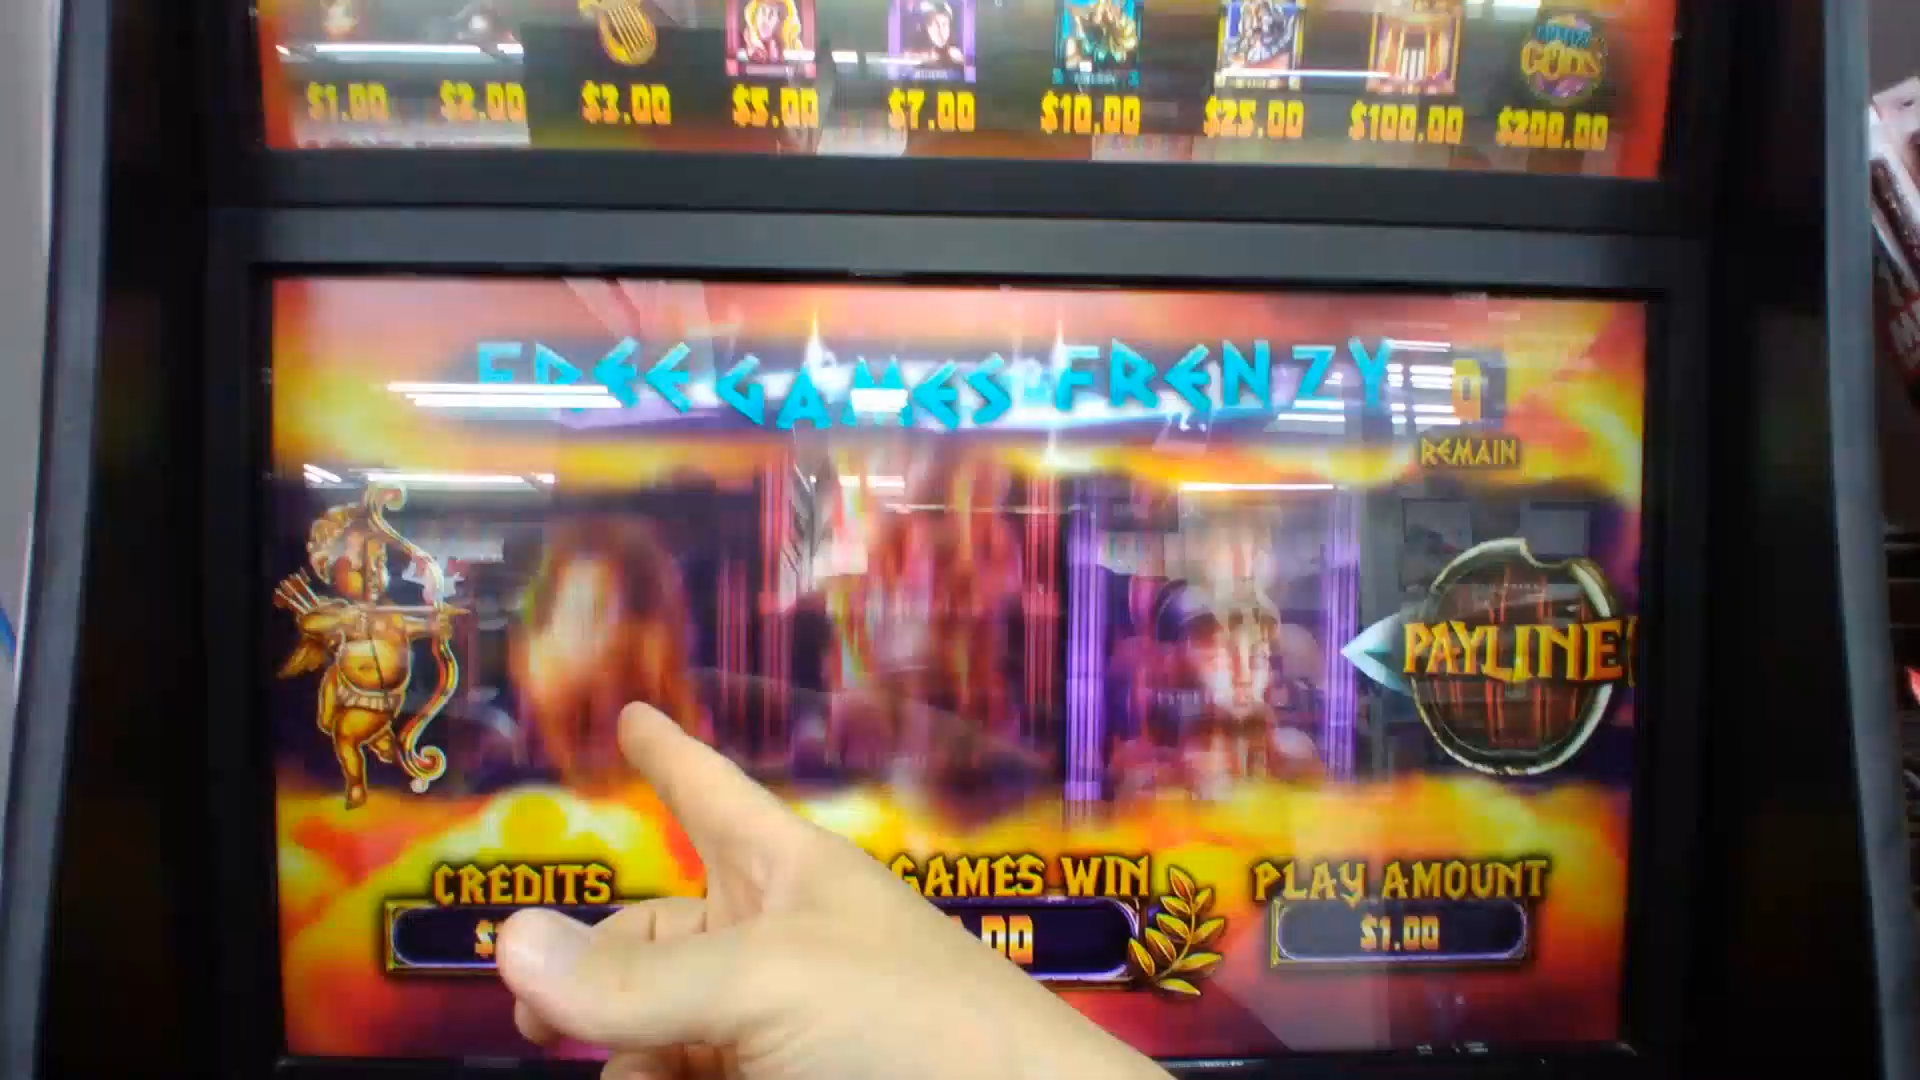 $1.00 $2.00 $3.00 $5.00 $7.00 $10.00 $25.00 $100.00 $200.00
FREE GAMES FRENZY
0
REMAIN
PAYLINE
CREDITS
GAMES WIN
PLAY AMOUNT
$1.00